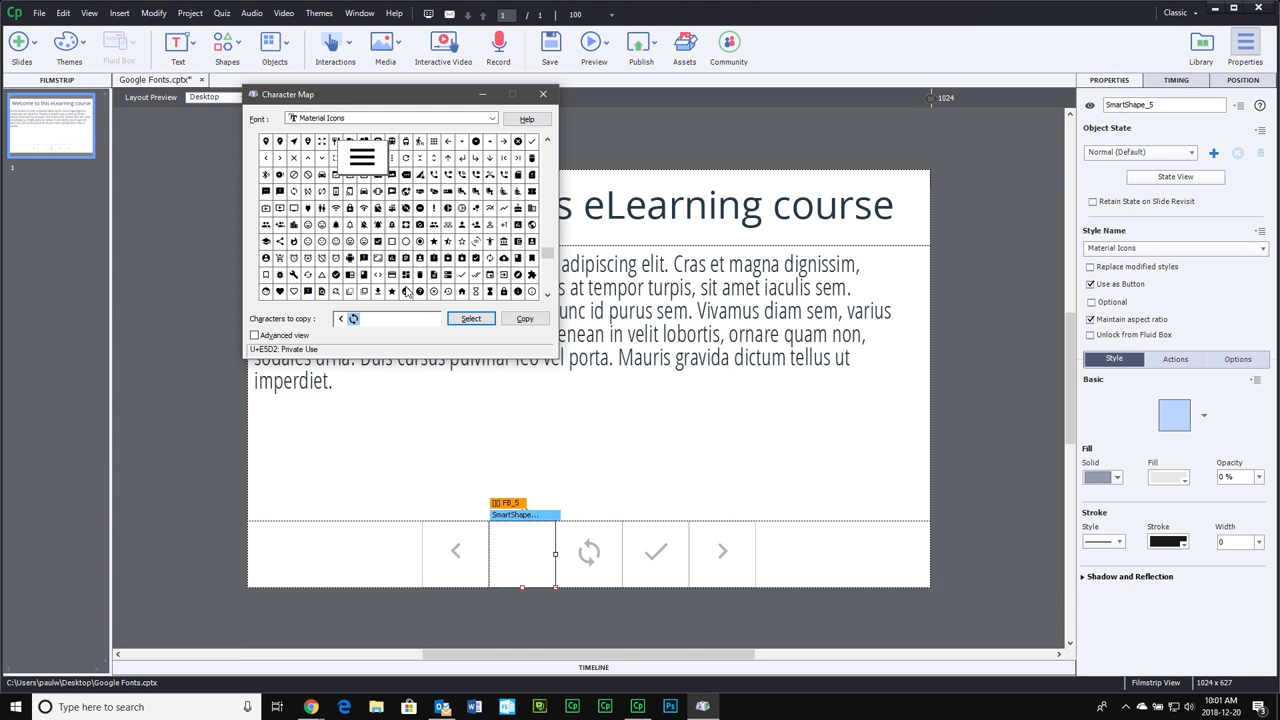 File Edit View Insert Modify Project Quiz Audio Video Themes Window Help 1 / 1 100 Classic
Slides Themes Fluid Box Text Shapes Objects Interactions Media Interactive Video Record Save Preview Publish Assets Community Library Properties
FILMSTRIP Google Fonts.cptx* × PROPERTIES TIMING POSITION
Layout Preview Desktop 1024
Welcome to this eLearning course
1
Character Map
Font : Material Icons Help
Characters to copy : Select Copy
Advanced view
U+E5D2: Private Use
s eLearning course
adipiscing elit. Cras et magna dignissim,
s at tempor turpis, sit amet iaculis sem.
unc id purus sem. Vivamus diam sem, varius
enean in velit lobortis, ornare quam non,
sodales urna. Duis cursus pulvinar leo vel porta. Mauris gravida dictum tellus ut
imperdiet.
FB_5
SmartShape...
SmartShape_5
Object State
Normal (Default)
State View
Retain State on Slide Revisit
Style Name
Material Icons
Replace modified styles
Use as Button
Optional
Maintain aspect ratio
Unlock from Fluid Box
Style Actions Options
Basic
Fill
Solid Fill Opacity
0 %
Stroke
Style Stroke Width
0
Shadow and Reflection
TIMELINE
C:\Users\paulw\Desktop\Google Fonts.cptx Filmstrip View 1024 x 627
Type here to search 10:01 AM
2018-12-20